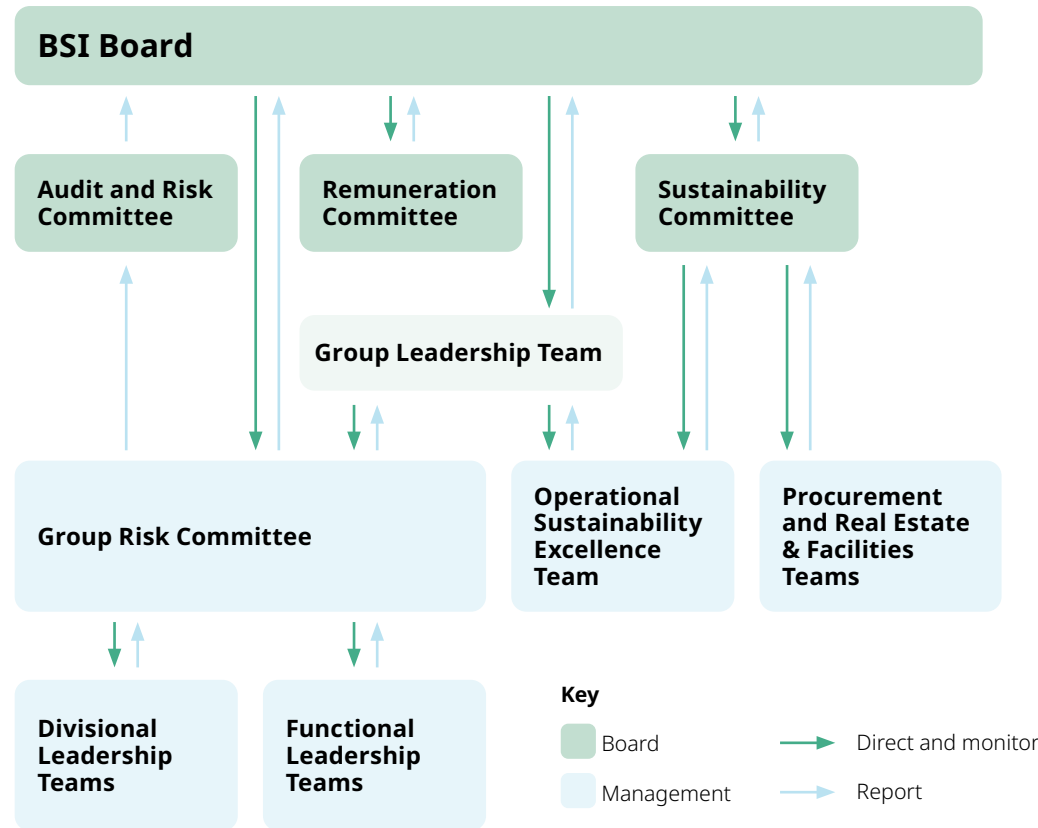 BSI Board
Audit and Risk
Committee
Remuneration
Committee
Sustainability
Committee
Group Leadership Team
Group Risk Committee
Operational
Sustainability
Excellence
Team
Procurement
and Real Estate
& Facilities
Teams
Divisional
Leadership
Teams
Functional
Leadership
Teams
Key
Board
Direct and monitor
Management
Report